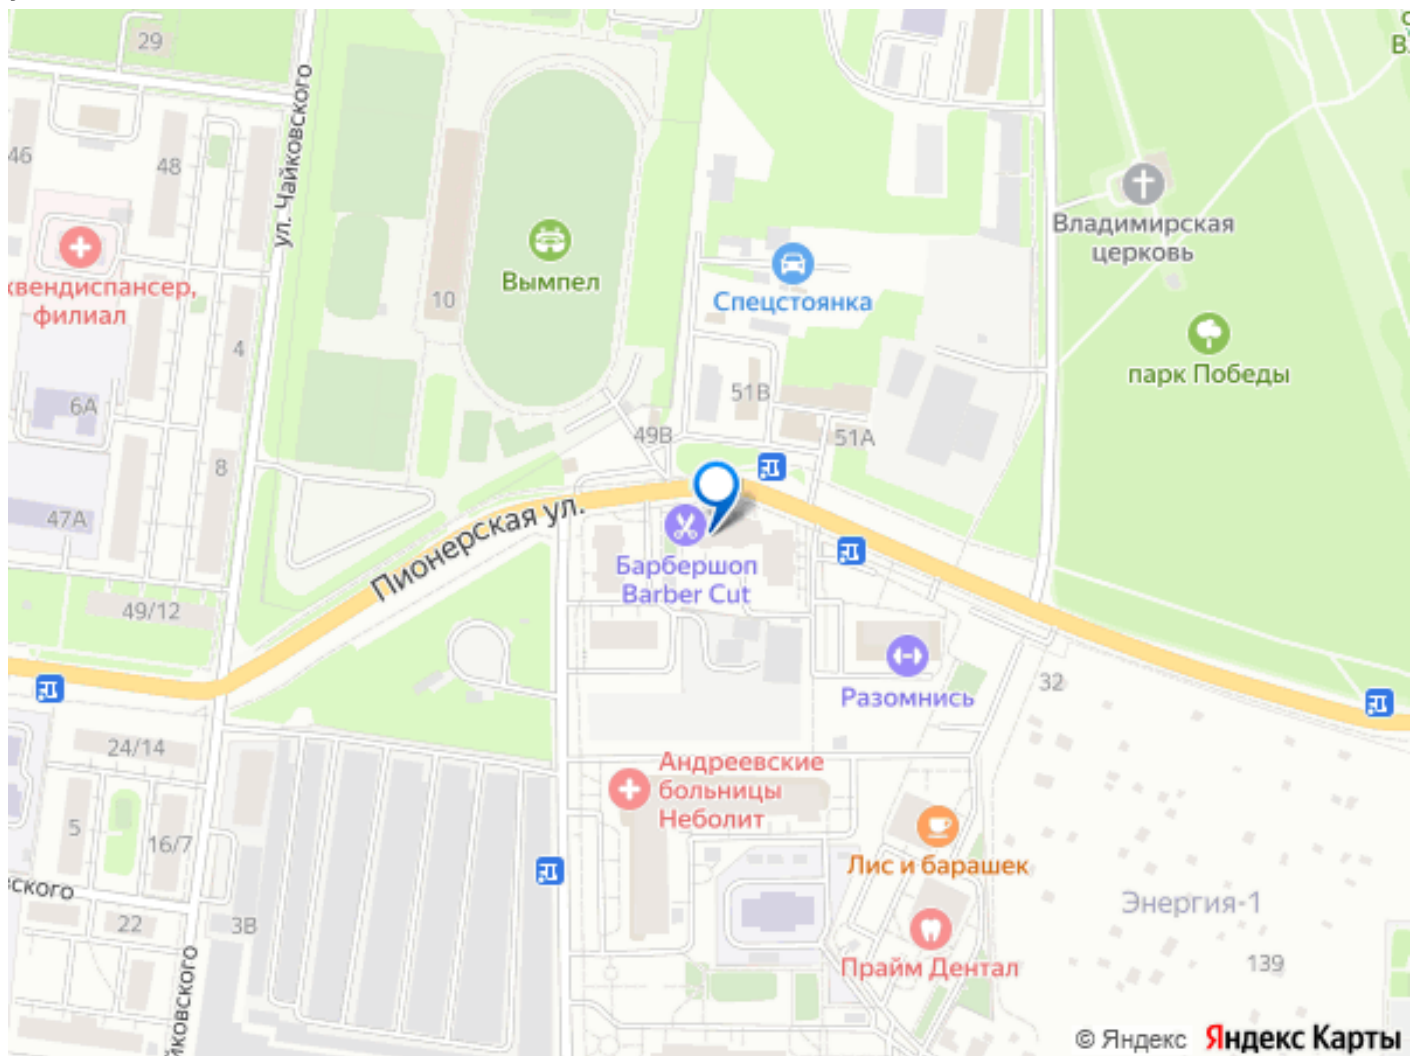 29
ул. Чайковского
46
48
квендиспансер,
филиал
10
4
6А
8
47А
49/12
Вымпел
Спецстоянка
51В
49В
51А
Владимирская
церковь
парк Победы
Пионерская ул.
Барбершоп
Barber Cut
Разомнись
32
24/14
5
16/7
Андреевские
больницы
Неболит
Лис и барашек
ского
22
3В
йковского
Прайм Дентал
Энергия-1
139
© Яндекс Яндекс Карты